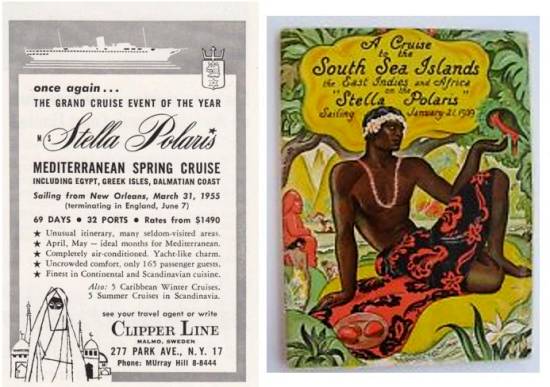 once again...
THE GRAND CRUISE EVENT OF THE YEAR
M S Stella Polaris
MEDITERRANEAN SPRING CRUISE
INCLUDING EGYPT, GREEK ISLES, DALMATIAN COAST
Sailing from New Orleans, March 31, 1955
(terminating in England, June 7)
69 DAYS ● 32 PORTS ● Rates from $1490
★ Unusual itinerary, many seldom-visited areas.
★ April, May — ideal months for Mediterranean.
★ Completely air-conditioned. Yacht-like charm.
★ Uncrowded comfort, only 165 passenger guests.
★ Finest in Continental and Scandinavian cuisine.
Also: 5 Caribbean Winter Cruises,
5 Summer Cruises in Scandinavia.
see your travel agent or write
CLIPPER LINE
MALMO, SWEDEN
277 PARK AVE., N. Y. 17
Phone: MUrray Hill 8-8444
A Cruise
to the
South Sea Islands
the East Indies and Africa
on the
"Stella Polaris"
Sailing January 21, 1939